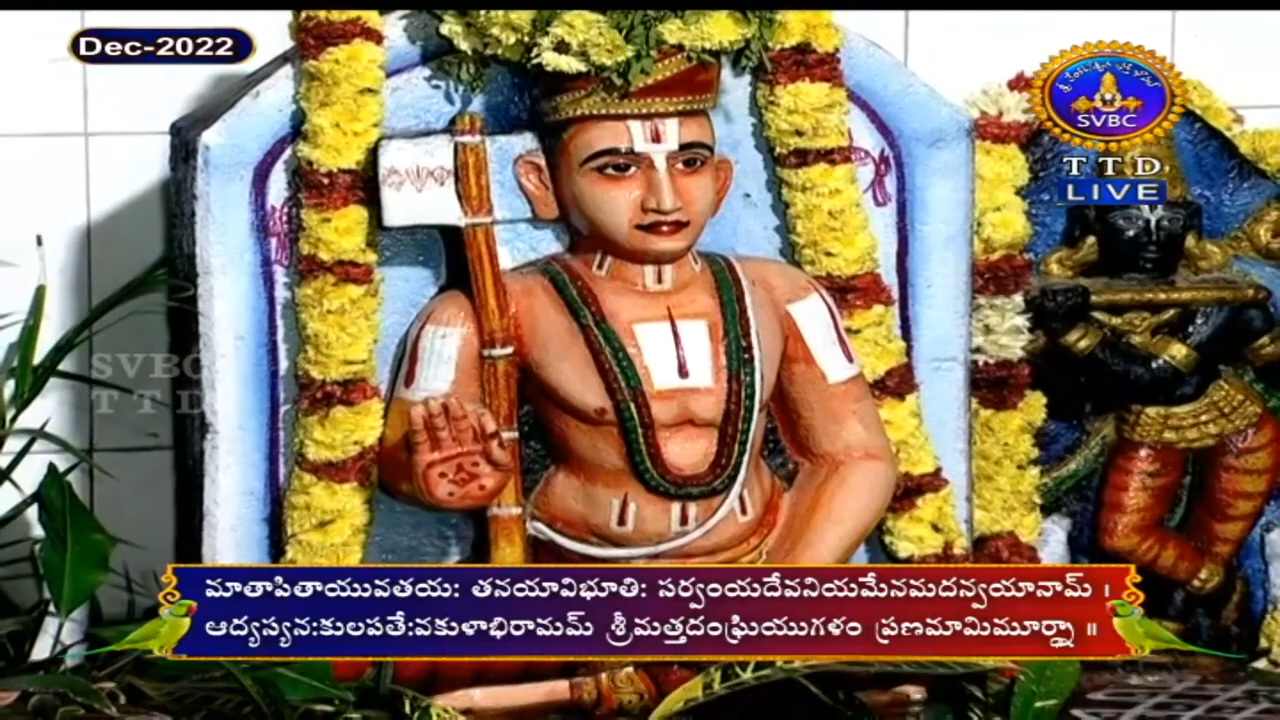 Dec-2022
SVBC
TTD
LIVE
SVBC
TTD
మాతాపితాయువతయః తనయావిభూతిః సర్వంయదేవనియమేనమదన్వయానామ్ ।
ఆద్యస్యనఃకులపతేఃవకుళాభిరామమ్ శ్రీమత్తదంఘ్రియుగళం ప్రణమామిమూర్ధ్నా ॥